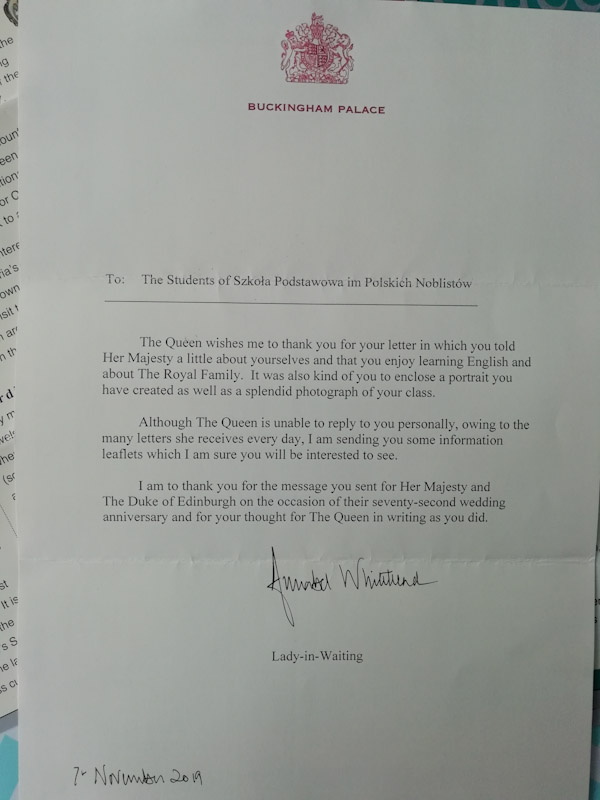 BUCKINGHAM PALACE
To: The Students of Szkoła Podstawowa im Polskich Noblistów
The Queen wishes me to thank you for your letter in which you told
Her Majesty a little about yourselves and that you enjoy learning English and
about The Royal Family. It was also kind of you to enclose a portrait you
have created as well as a splendid photograph of your class.
Although The Queen is unable to reply to you personally, owing to the
many letters she receives every day, I am sending you some information
leaflets which I am sure you will be interested to see.
I am to thank you for the message you sent for Her Majesty and
The Duke of Edinburgh on the occasion of their seventy-second wedding
anniversary and for your thought for The Queen in writing as you did.
Annabel Whitehead
Lady-in-Waiting
7th November 2019